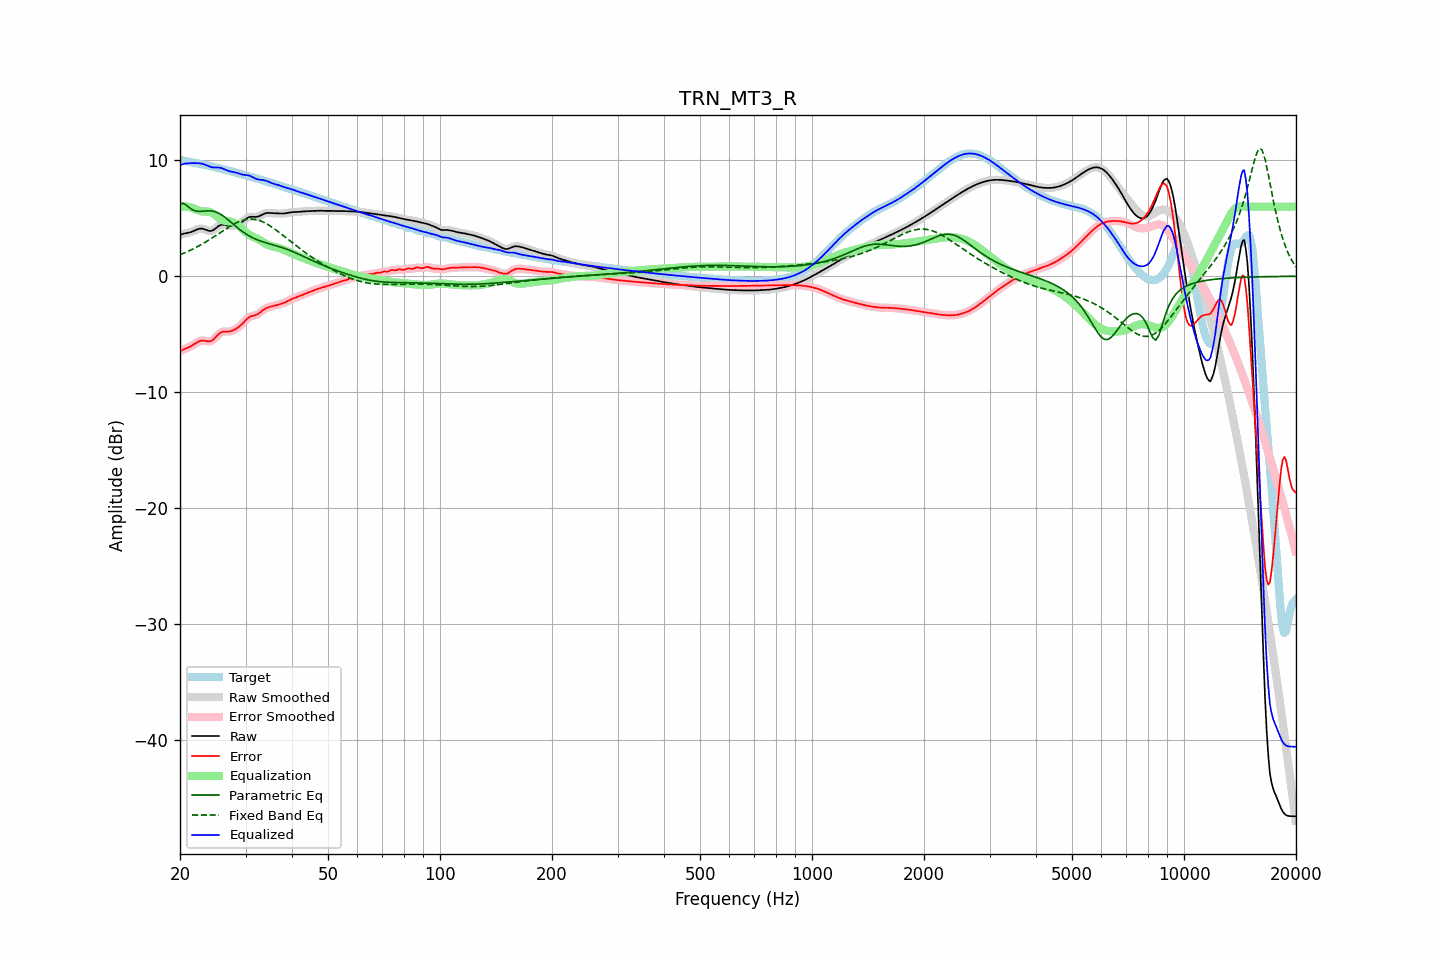 TRN_MT3_R
Amplitude (dBr)
10
0
−10
−20
−30
−40
Target
Raw Smoothed
Error Smoothed
Raw
Error
Equalization
Parametric Eq
Fixed Band Eq
Equalized
20 50 100 200 500 1000 2000 5000 10000 20000
Frequency (Hz)